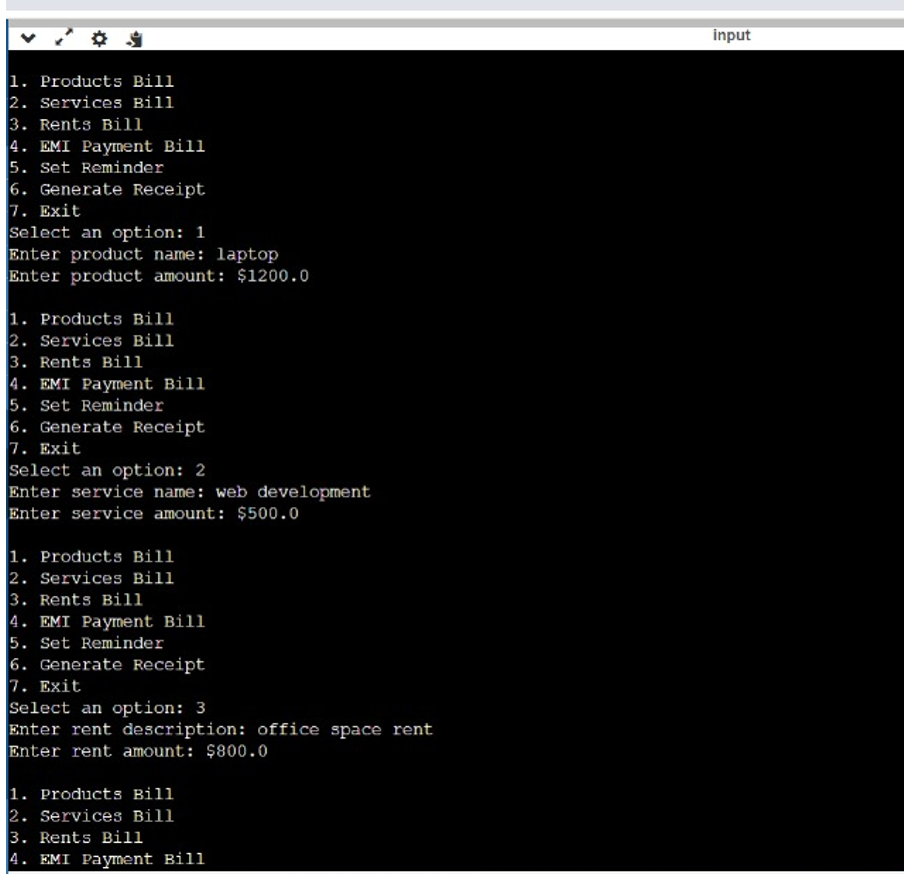 input
1. Products Bill
2. Services Bill
3. Rents Bill
4. EMI Payment Bill
5. Set Reminder
6. Generate Receipt
7. Exit
Select an option: 1
Enter product name: laptop
Enter product amount: $1200.0
1. Products Bill
2. Services Bill
3. Rents Bill
4. EMI Payment Bill
5. Set Reminder
6. Generate Receipt
7. Exit
Select an option: 2
Enter service name: web development
Enter service amount: $500.0
1. Products Bill
2. Services Bill
3. Rents Bill
4. EMI Payment Bill
5. Set Reminder
6. Generate Receipt
7. Exit
Select an option: 3
Enter rent description: office space rent
Enter rent amount: $800.0
1. Products Bill
2. Services Bill
3. Rents Bill
4. EMI Payment Bill